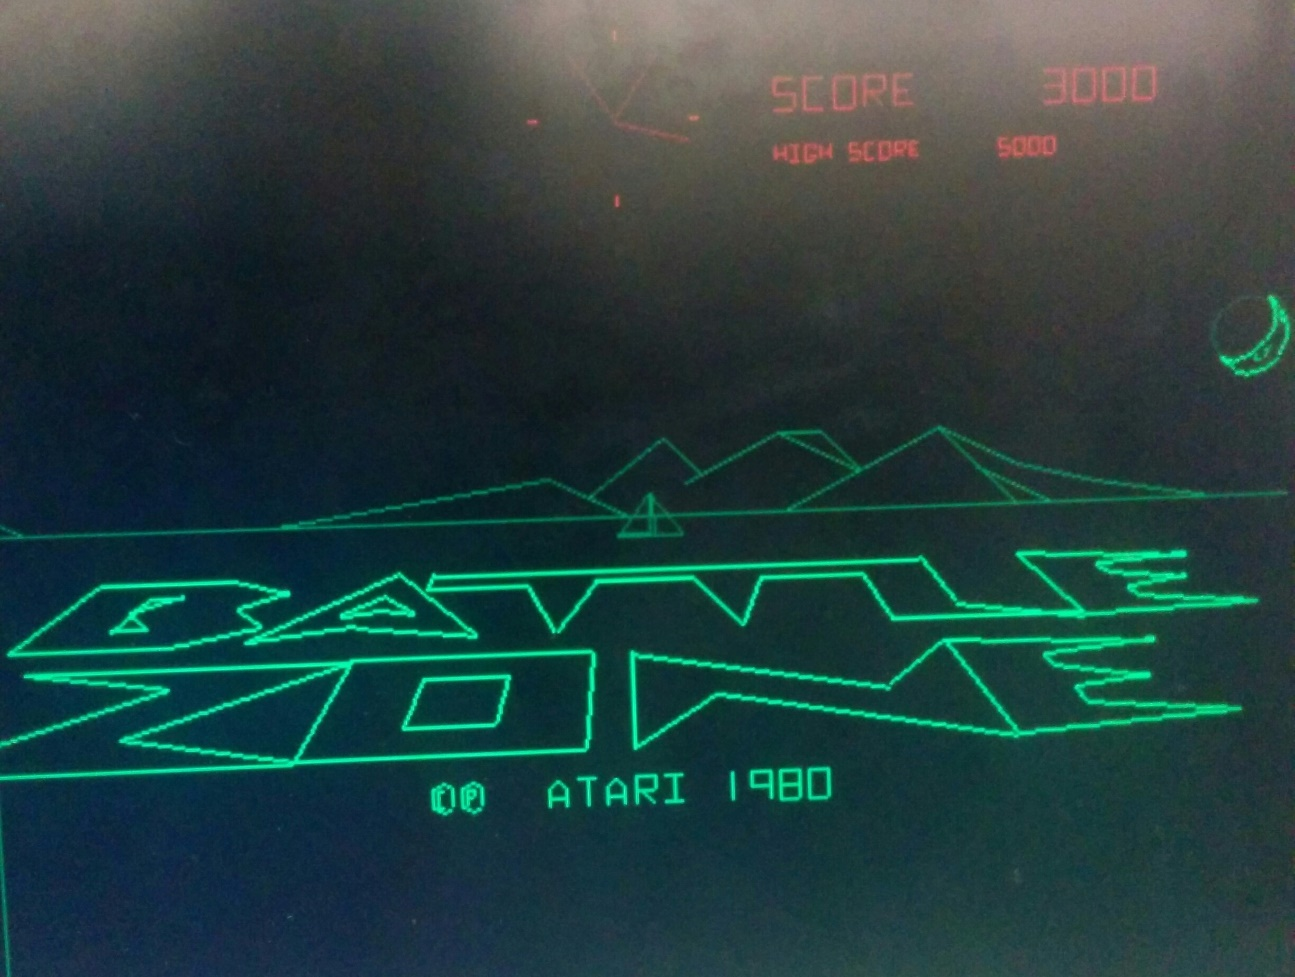 SCORE 3000
HIGH SCORE 5000
BATTLE
ZONE
©℗ ATARI 1980